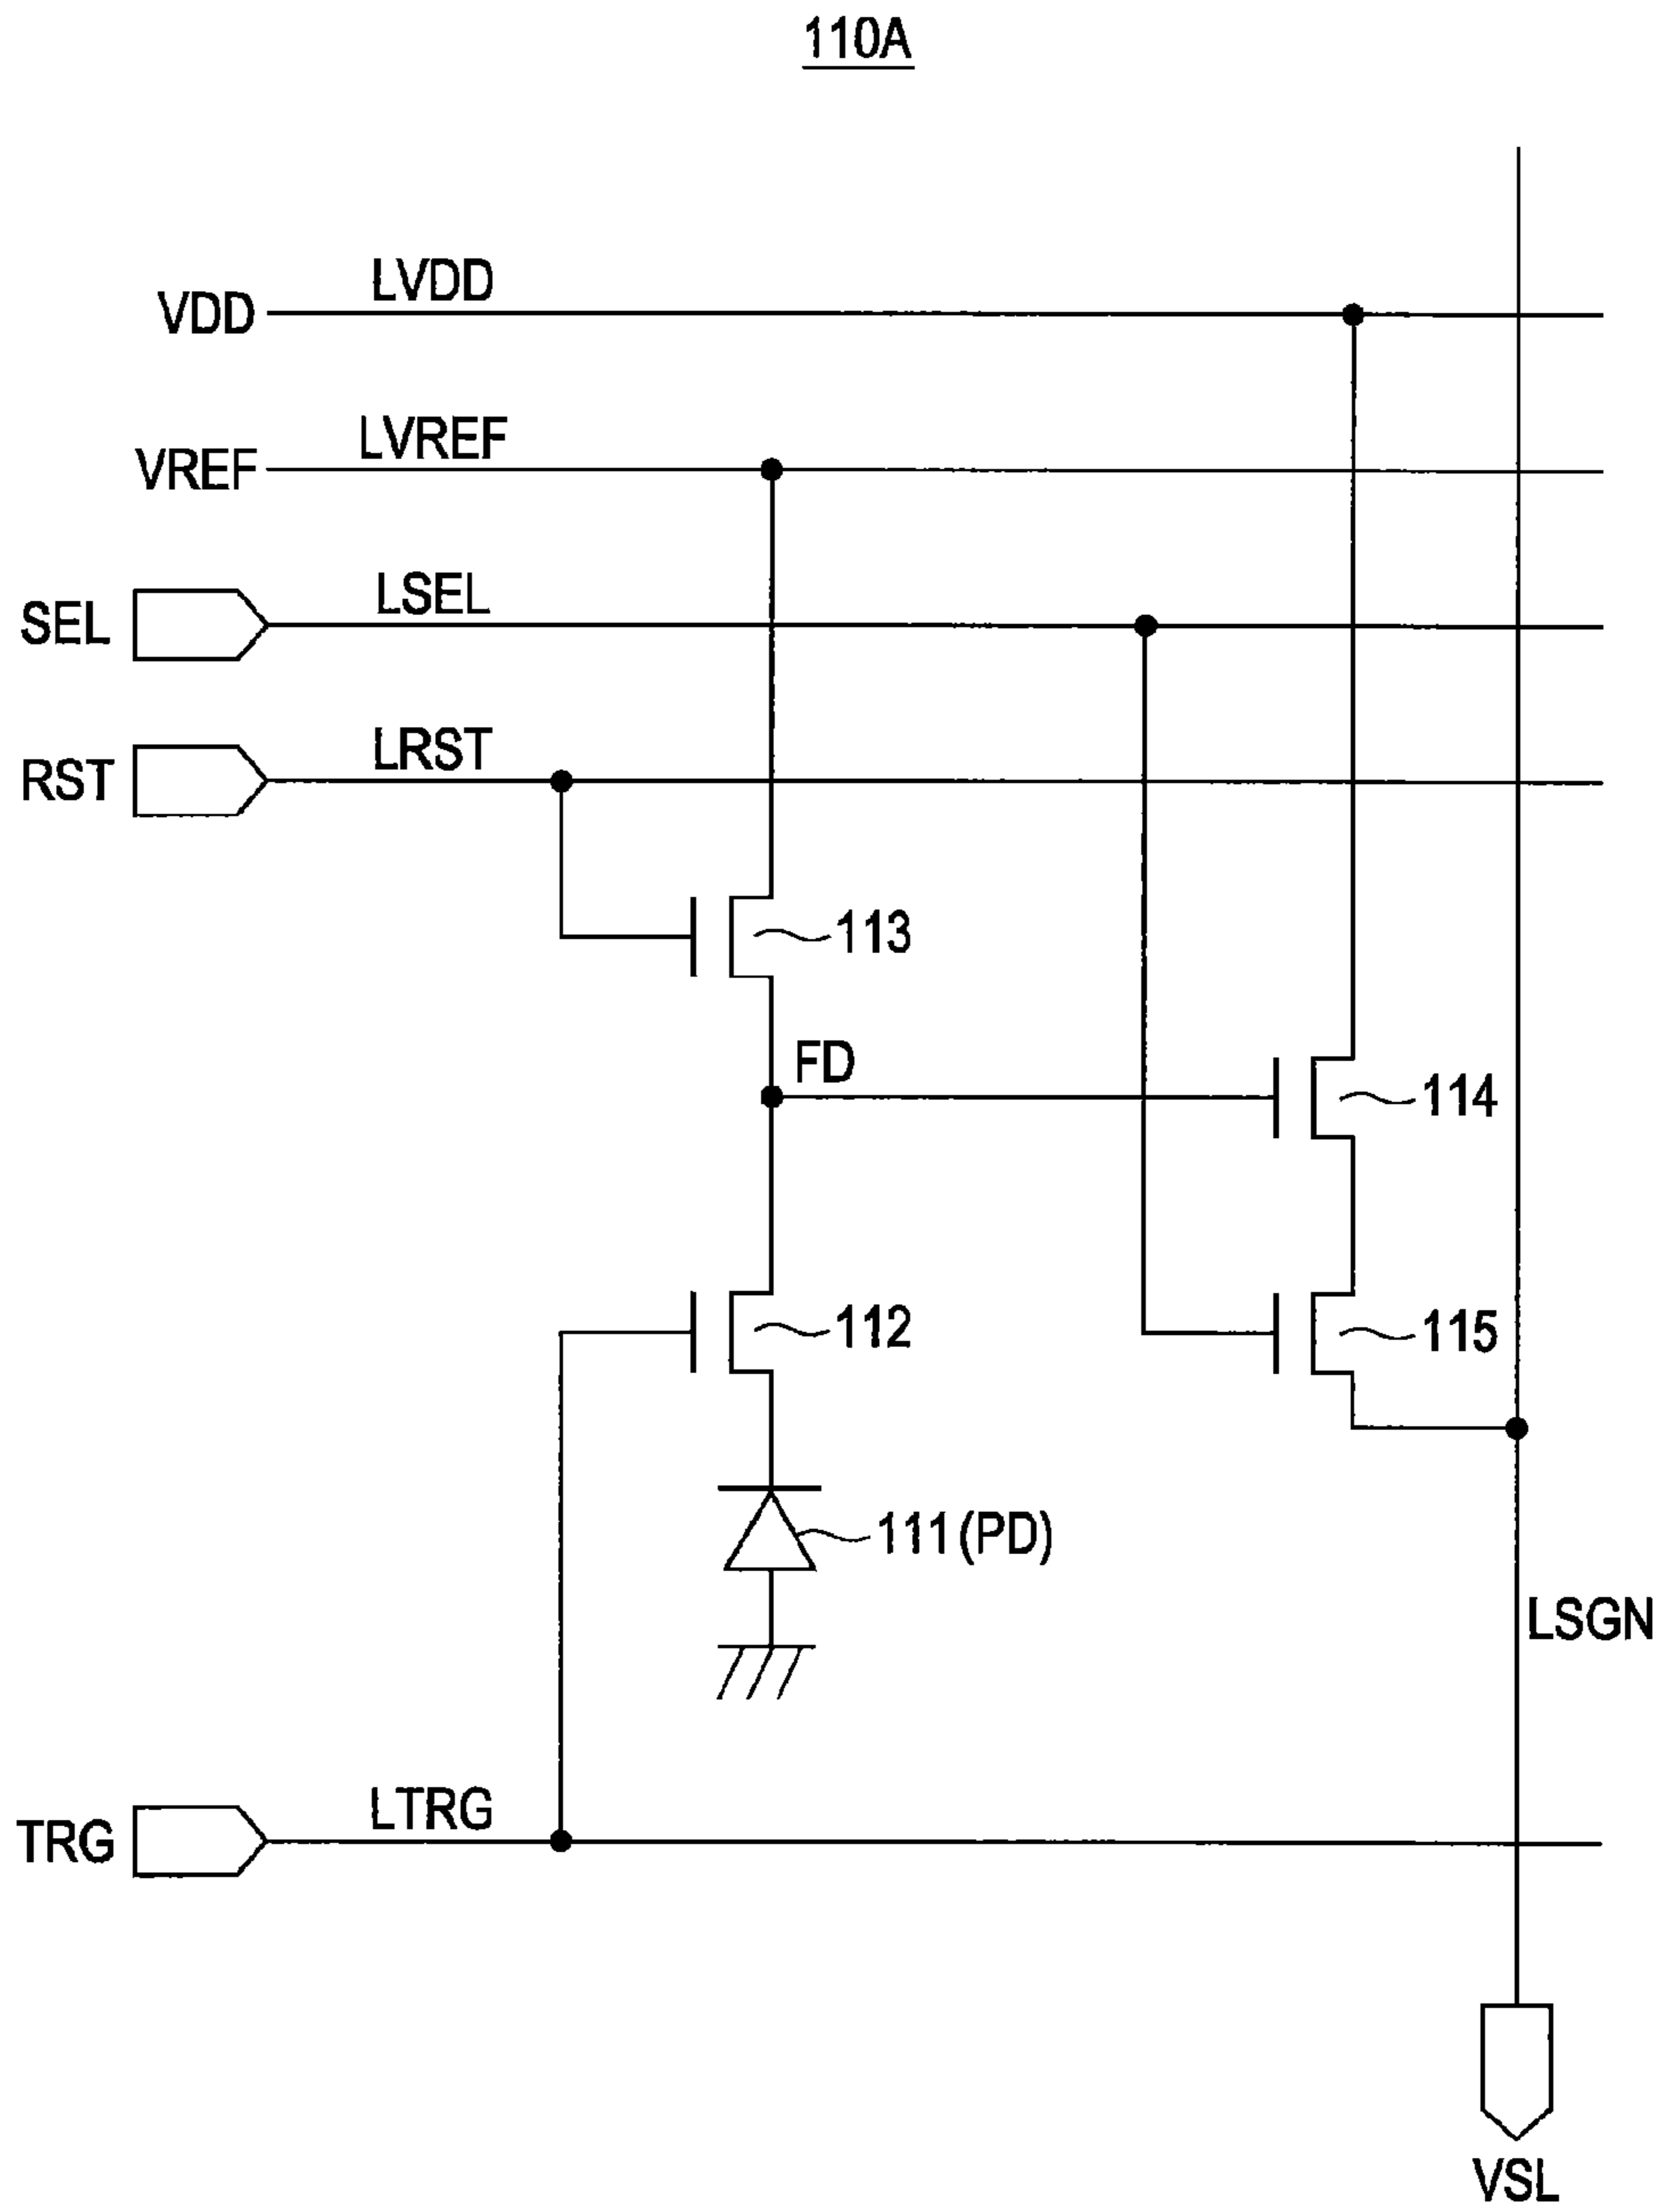 110A
LVDD
VDD
LVREF
VREF
LSEL
SEL
LRST
RST
113
FD
114
112
115
111(PD)
LSGN
LTRG
TRG
VSL